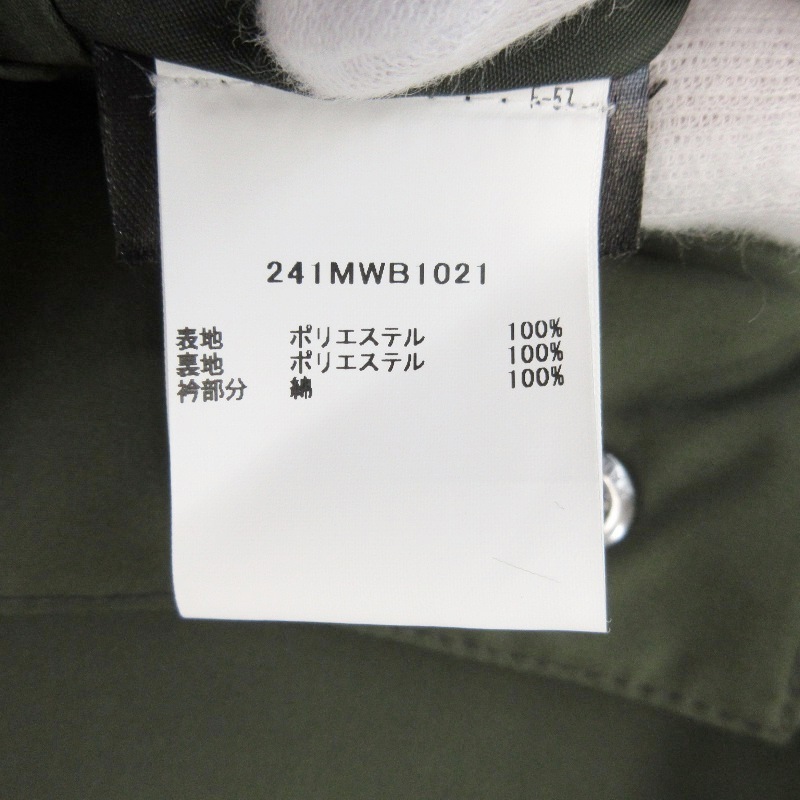 241MWB1021
表地 ポリエステル 100%
裏地 ポリエステル 100%
衿部分 綿 100%